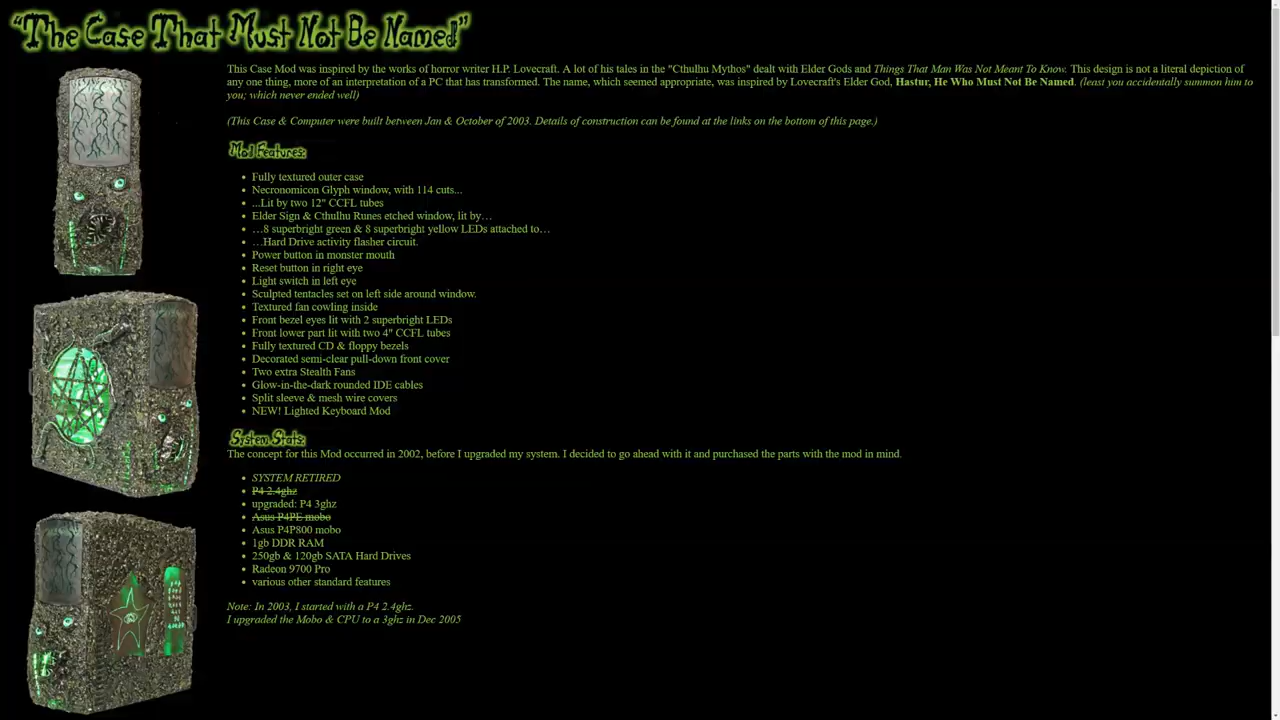 “The Case That Must Not Be Named”
This Case Mod was inspired by the works of horror writer H.P. Lovecraft. A lot of his tales in the "Cthulhu Mythos" dealt with Elder Gods and Things That Man Was Not Meant To Know. This design is not a literal depiction of
any one thing, more of an interpretation of a PC that has transformed. The name, which seemed appropriate, was inspired by Lovecraft's Elder God, Hastur, He Who Must Not Be Named. (least you accidentally summon him to
you; which never ended well)
(This Case & Computer were built between Jan & October of 2003. Details of construction can be found at the links on the bottom of this page.)
Mod Features:
• Fully textured outer case
• Necronomicon Glyph window, with 114 cuts...
• ...Lit by two 12" CCFL tubes
• Elder Sign & Cthulhu Runes etched window, lit by…
• …8 superbright green & 8 superbright yellow LEDs attached to…
• …Hard Drive activity flasher circuit.
• Power button in monster mouth
• Reset button in right eye
• Light switch in left eye
• Sculpted tentacles set on left side around window.
• Textured fan cowling inside
• Front bezel eyes lit with 2 superbright LEDs
• Front lower part lit with two 4" CCFL tubes
• Fully textured CD & floppy bezels
• Decorated semi-clear pull-down front cover
• Two extra Stealth Fans
• Glow-in-the-dark rounded IDE cables
• Split sleeve & mesh wire covers
• NEW! Lighted Keyboard Mod
System Stats:
The concept for this Mod occurred in 2002, before I upgraded my system. I decided to go ahead with it and purchased the parts with the mod in mind.
• SYSTEM RETIRED
• P4 2.4ghz
• upgraded: P4 3ghz
• Asus P4PE mobo
• Asus P4P800 mobo
• 1gb DDR RAM
• 250gb & 120gb SATA Hard Drives
• Radeon 9700 Pro
• various other standard features
Note: In 2003, I started with a P4 2.4ghz.
I upgraded the Mobo & CPU to a 3ghz in Dec 2005